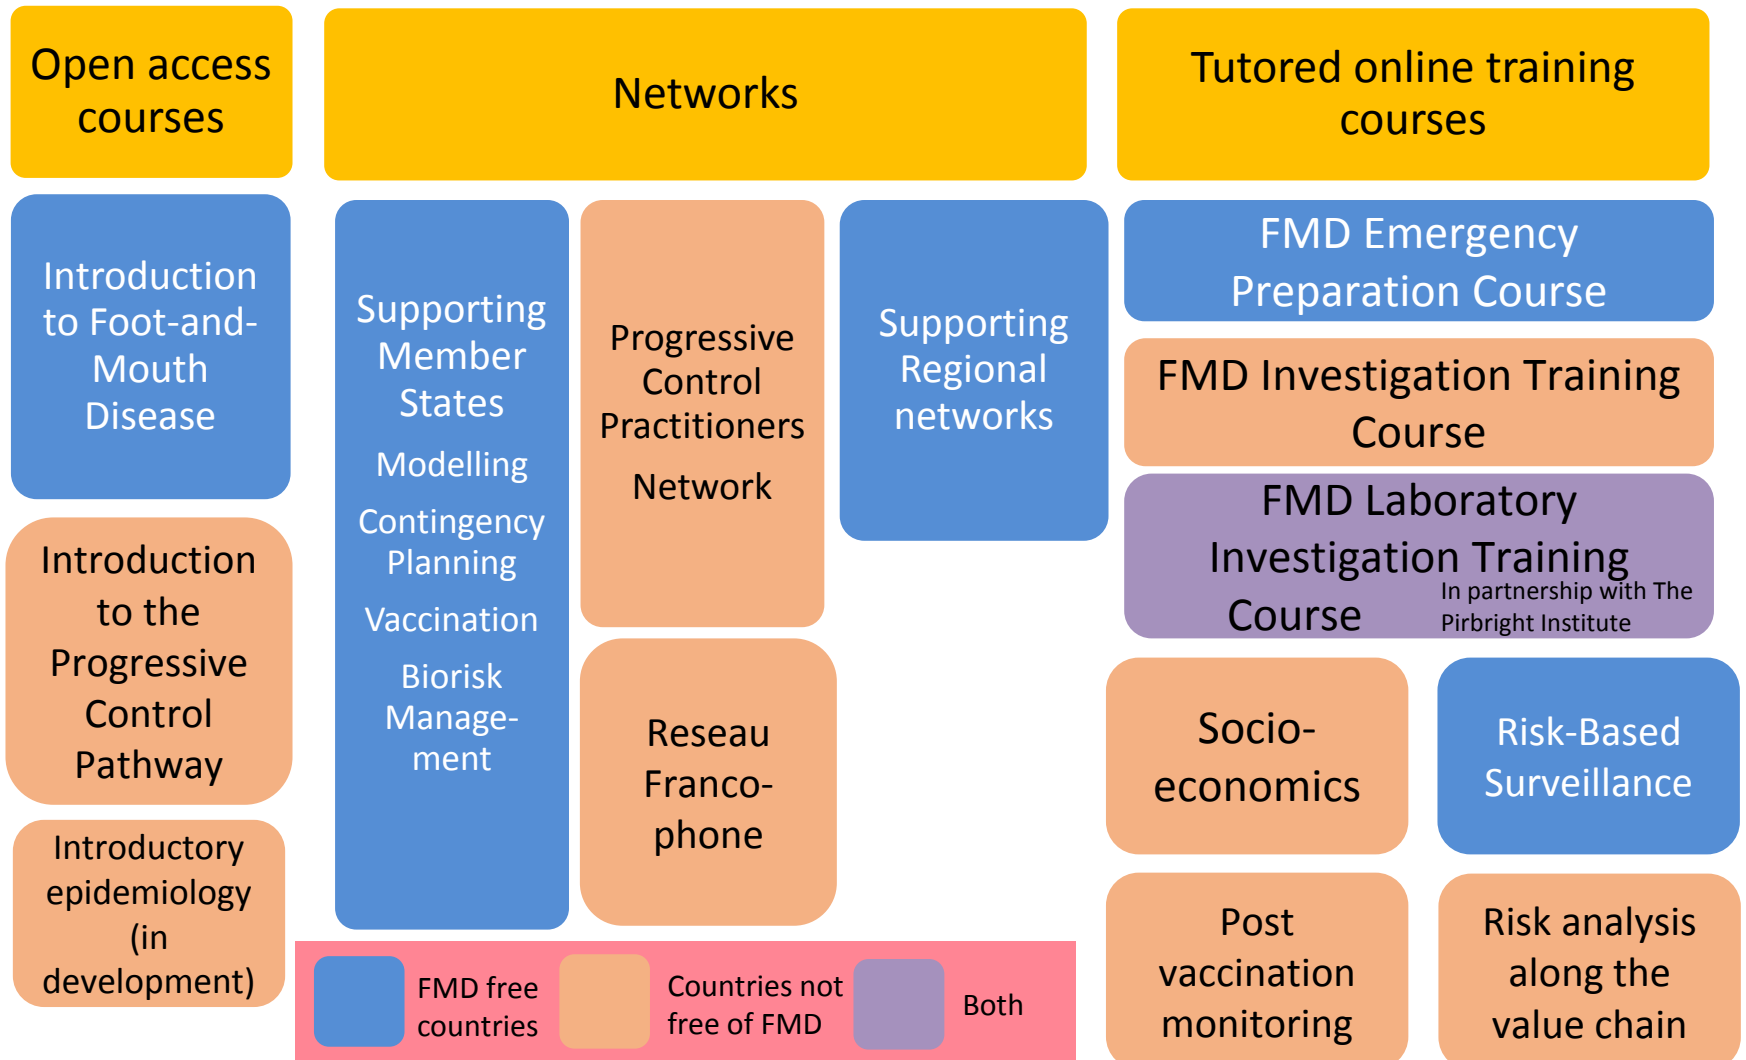 Open access
courses
Networks
Tutored online training
courses
Introduction
to Foot-and-
Mouth
Disease
Introduction
to the
Progressive
Control
Pathway
Introductory
epidemiology
(in
development)
Supporting
Member
States
Modelling
Contingency
Planning
Vaccination
Biorisk
Manage-
ment
Progressive
Control
Practitioners
Network
Reseau
Franco-
phone
Supporting
Regional
networks
FMD Emergency
Preparation Course
FMD Investigation Training
Course
FMD Laboratory
Investigation Training
Course
In partnership with The
Pirbright Institute
Socio-
economics
Risk-Based
Surveillance
Post
vaccination
monitoring
Risk analysis
along the
value chain
FMD free
countries
Countries not
free of FMD
Both